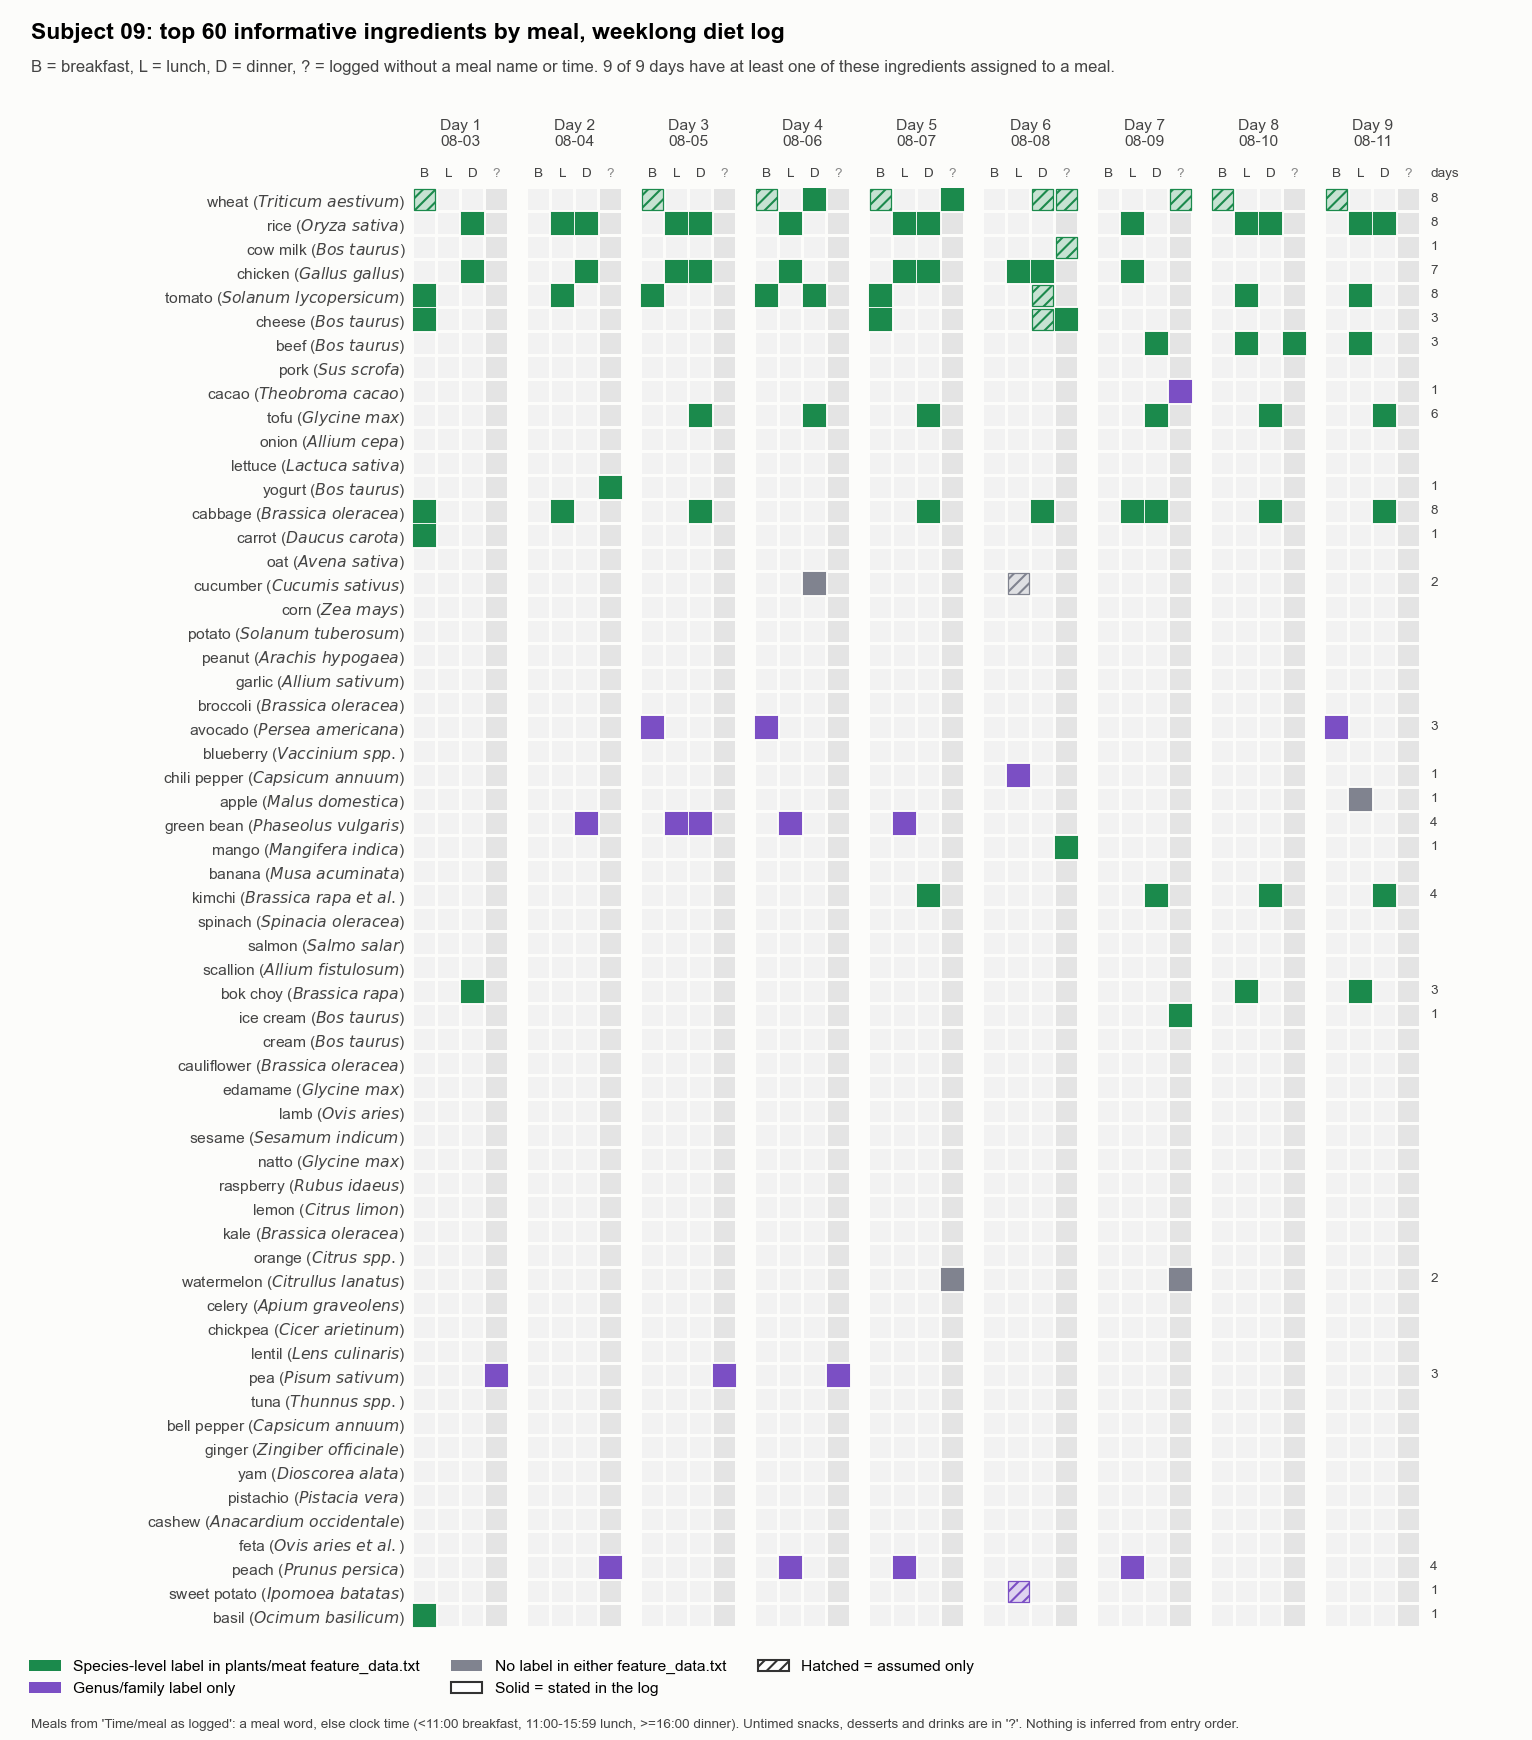 Subject 09: top 60 informative ingredients by meal, weeklong diet log
B = breakfast, L = lunch, D = dinner, ? = logged without a meal name or time. 9 of 9 days have at least one of these ingredients assigned to a meal.
Day 1 Day 2 Day 3 Day 4 Day 5 Day 6 Day 7 Day 8 Day 9
08-03 08-04 08-05 08-06 08-07 08-08 08-09 08-10 08-11
B L D ? B L D ? B L D ? B L D ? B L D ? B L D ? B L D ? B L D ? B L D ? days
wheat (Triticum aestivum) 8
rice (Oryza sativa) 8
cow milk (Bos taurus) 1
chicken (Gallus gallus) 7
tomato (Solanum lycopersicum) 8
cheese (Bos taurus) 3
beef (Bos taurus) 3
pork (Sus scrofa)
cacao (Theobroma cacao) 1
tofu (Glycine max) 6
onion (Allium cepa)
lettuce (Lactuca sativa)
yogurt (Bos taurus) 1
cabbage (Brassica oleracea) 8
carrot (Daucus carota) 1
oat (Avena sativa)
cucumber (Cucumis sativus) 2
corn (Zea mays)
potato (Solanum tuberosum)
peanut (Arachis hypogaea)
garlic (Allium sativum)
broccoli (Brassica oleracea)
avocado (Persea americana) 3
blueberry (Vaccinium spp. )
chili pepper (Capsicum annuum) 1
apple (Malus domestica) 1
green bean (Phaseolus vulgaris) 4
mango (Mangifera indica) 1
banana (Musa acuminata)
kimchi (Brassica rapa et al. ) 4
spinach (Spinacia oleracea)
salmon (Salmo salar)
scallion (Allium fistulosum)
bok choy (Brassica rapa) 3
ice cream (Bos taurus) 1
cream (Bos taurus)
cauliflower (Brassica oleracea)
edamame (Glycine max)
lamb (Ovis aries)
sesame (Sesamum indicum)
natto (Glycine max)
raspberry (Rubus idaeus)
lemon (Citrus limon)
kale (Brassica oleracea)
orange (Citrus spp. )
watermelon (Citrullus lanatus) 2
celery (Apium graveolens)
chickpea (Cicer arietinum)
lentil (Lens culinaris)
pea (Pisum sativum) 3
tuna (Thunnus spp. )
bell pepper (Capsicum annuum)
ginger (Zingiber officinale)
yam (Dioscorea alata)
pistachio (Pistacia vera)
cashew (Anacardium occidentale)
feta (Ovis aries et al. )
peach (Prunus persica) 4
sweet potato (Ipomoea batatas) 1
basil (Ocimum basilicum) 1
Species-level label in plants/meat feature_data.txt No label in either feature_data.txt Hatched = assumed only
Genus/family label only Solid = stated in the log
Meals from 'Time/meal as logged': a meal word, else clock time (<11:00 breakfast, 11:00-15:59 lunch, >=16:00 dinner). Untimed snacks, desserts and drinks are in '?'. Nothing is inferred from entry order.